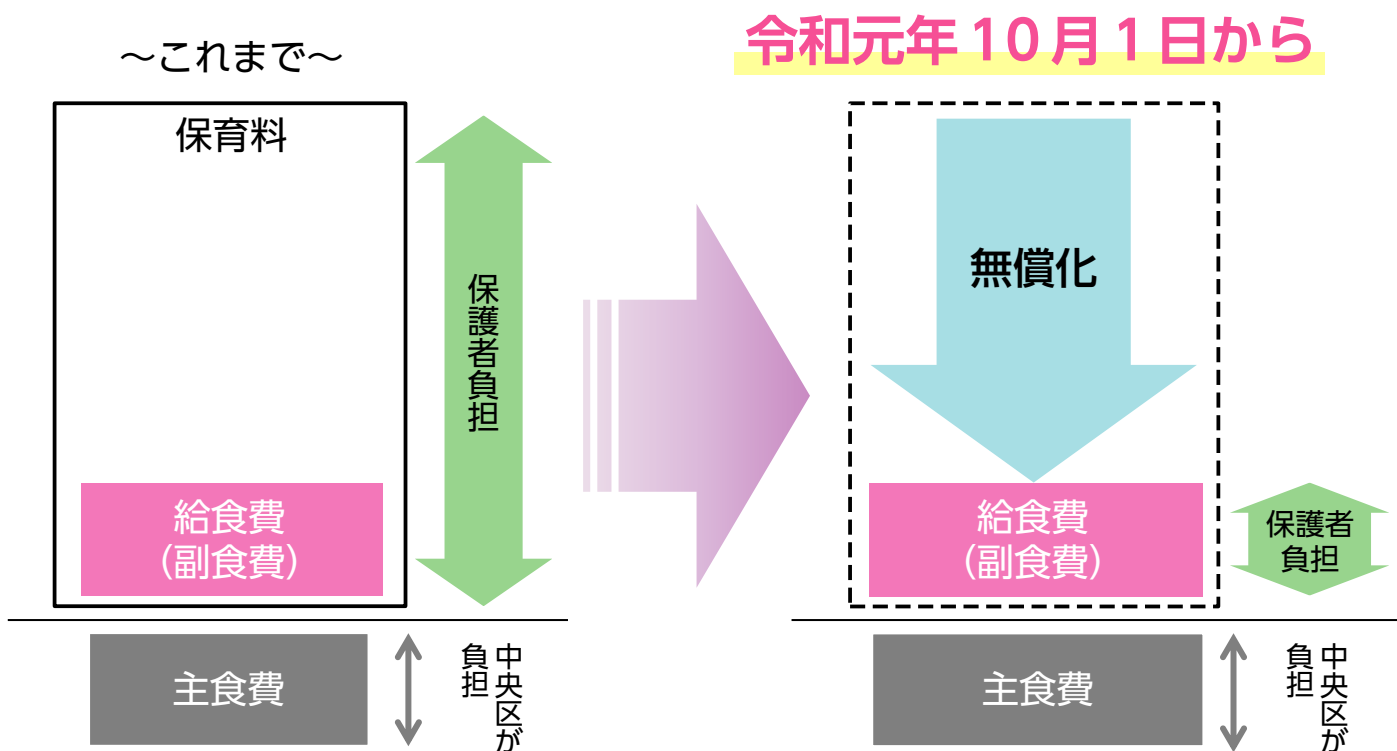 ～これまで～
保育料
保護者負担
給食費
（副食費）
主食費
中央区が
負担
令和元年１０月１日から
無償化
給食費
（副食費）
保護者
負担
主食費
中央区が
負担